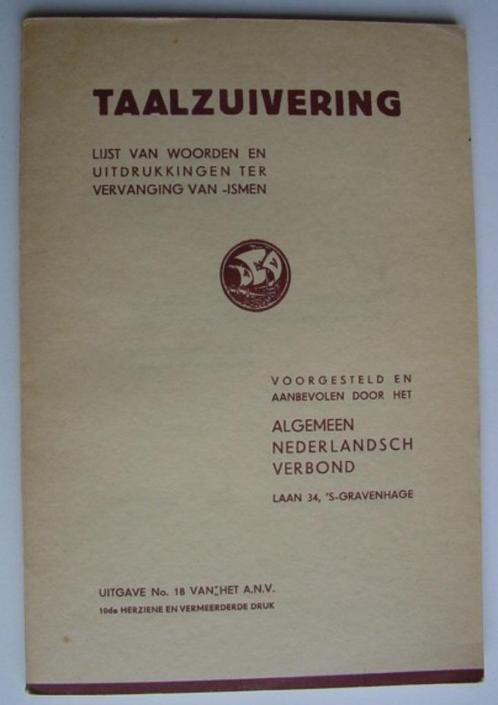 TAALZUIVERING
LIJST VAN WOORDEN EN
UITDRUKKINGEN TER
VERVANGING VAN -ISMEN
VOORGESTELD EN
AANBEVOLEN DOOR HET
ALGEMEEN
NEDERLANDSCH
VERBOND
LAAN 34, 'S-GRAVENHAGE
UITGAVE No. 18 VAN HET A.N.V.
10de HERZIENE EN VERMEERDERDE DRUK